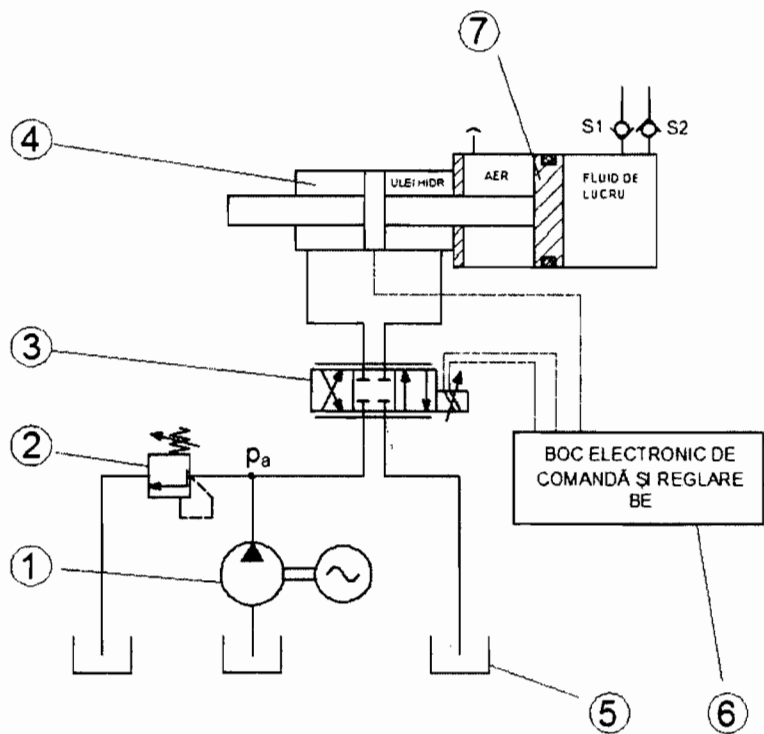 7
4
S1 S2
ULEI HIDR
AER
FLUID DE
LUCRU
3
2
pa
BOC ELECTRONIC DE
COMANDĂ ȘI REGLARE
BE
1
5
6